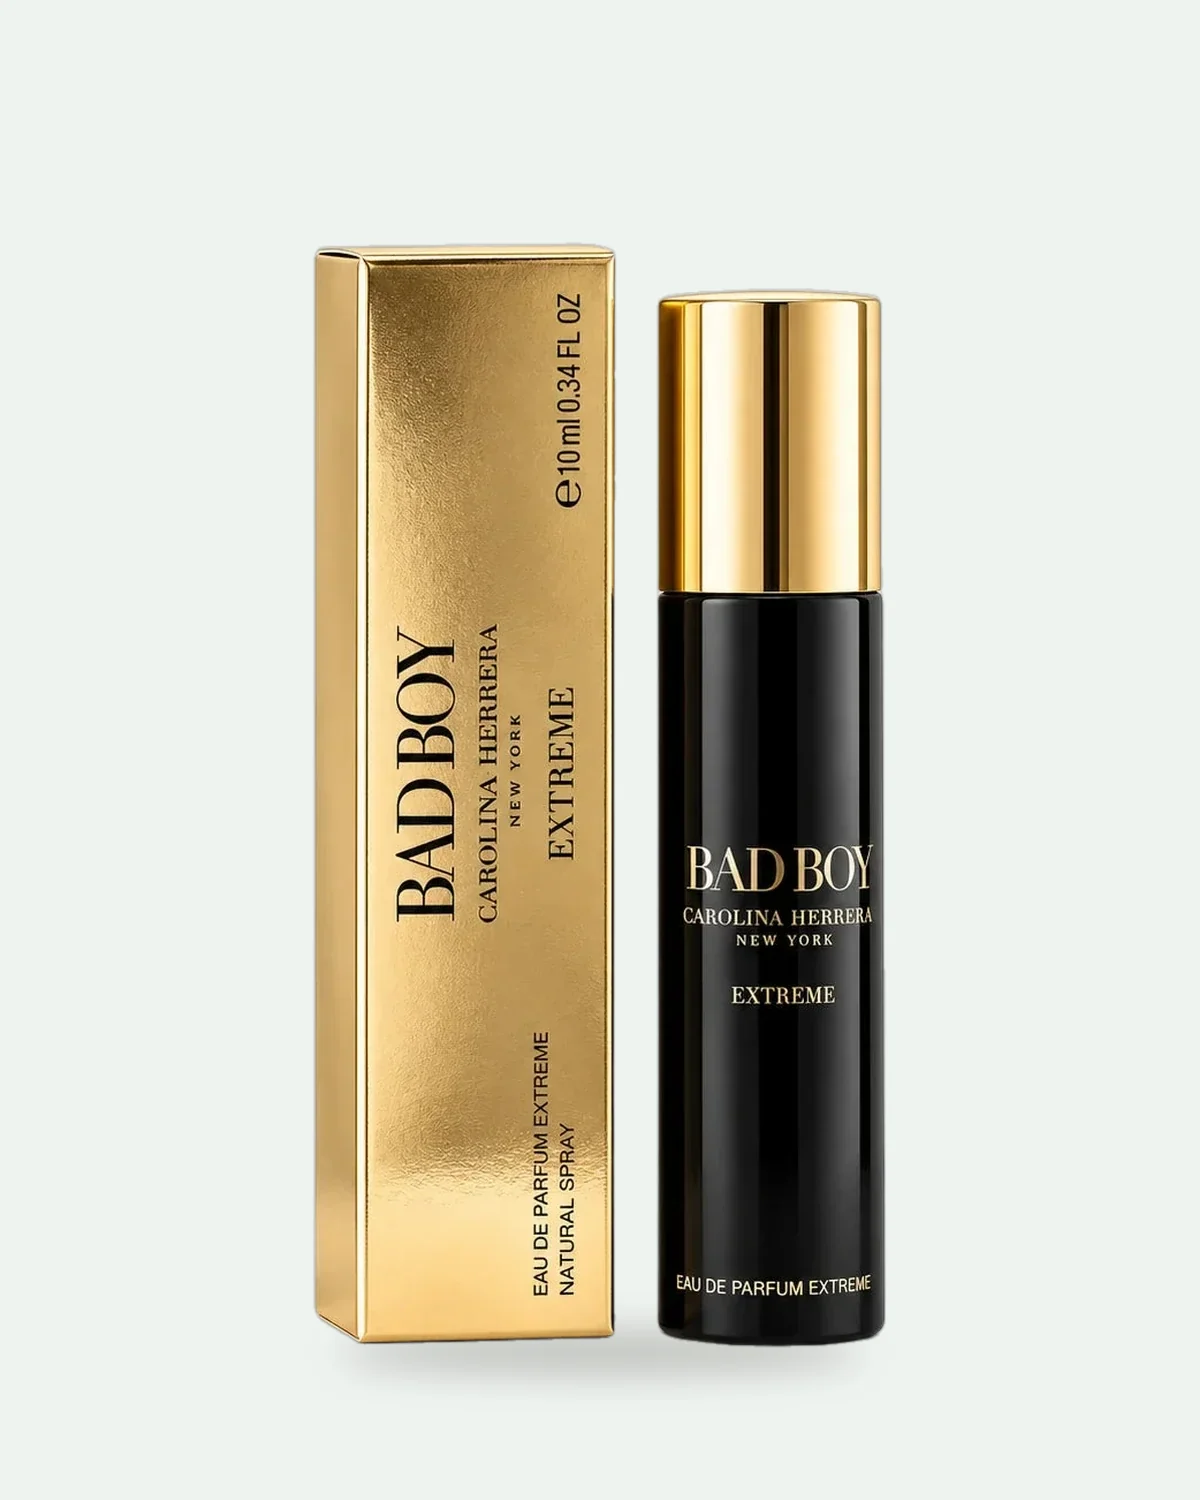 BAD BOY
CAROLINA HERRERA
NEW YORK
EXTREME
℮10 ml 0.34 FL OZ
EAU DE PARFUM EXTREME
NATURAL SPRAY
BAD BOY
CAROLINA HERRERA
NEW YORK
EXTREME
EAU DE PARFUM EXTREME